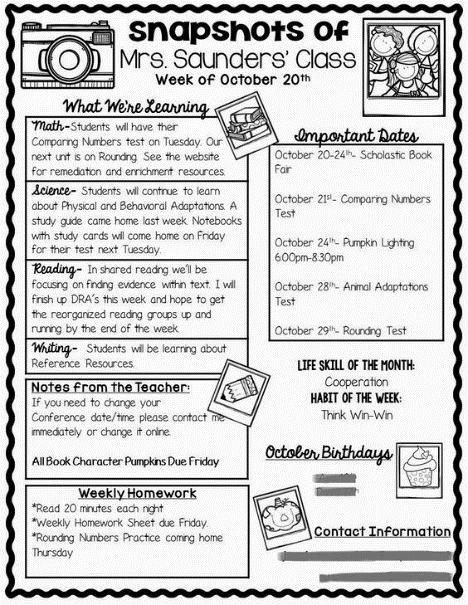 Snapshots of
Mrs. Saunders' Class
Week of October 20th
What We're Learning
Math- Students will have their
Comparing Numbers test on Tuesday. Our
next unit is on Rounding. See the website
for remediation and enrichment resources.
Science- Students will continue to learn
about Physical and Behavioral Adaptations. A
study guide came home last week. Notebooks
with study cards will come home on Friday
for their test next Tuesday.
Reading- In shared reading we'll be
focusing on finding evidence within text. I will
finish up DRA's this week and hope to get
the reorganized reading groups up and
running by the end of the week.
Writing- Students will be learning about
Reference Resources.
Notes from the Teacher:
If you need to change your
Conference date/time please contact me
immediately or change it online.
All Book Character Pumpkins Due Friday
Weekly Homework
*Read 20 minutes each night
*Weekly Homework Sheet due Friday.
*Rounding Numbers Practice coming home
Thursday
Important Dates
October 20-24th- Scholastic Book
Fair
October 21st- Comparing Numbers
Test
October 24th- Pumpkin Lighting
6:00pm-8:30pm
October 28th- Animal Adaptations
Test
October 29th- Rounding Test
LIFE SKILL OF THE MONTH:
Cooperation
HABIT OF THE WEEK:
Think Win-Win
October Birthdays
Contact Information